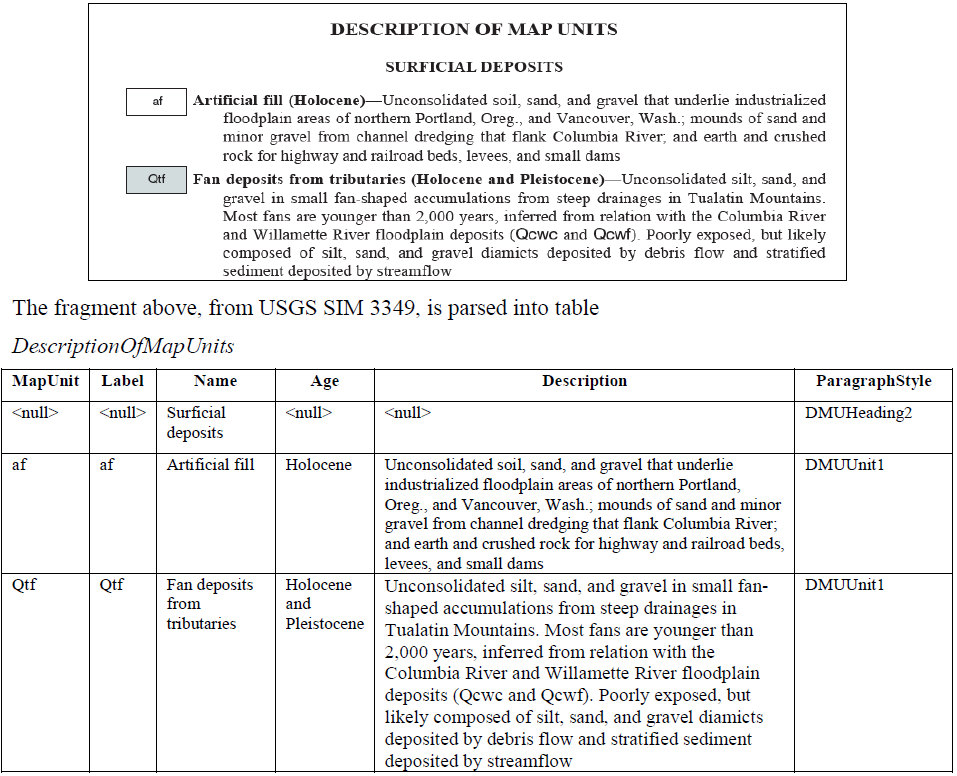 DESCRIPTION OF MAP UNITS
SURFICIAL DEPOSITS
af
Artificial fill (Holocene)—Unconsolidated soil, sand, and gravel that underlie industrialized
floodplain areas of northern Portland, Oreg., and Vancouver, Wash.; mounds of sand and
minor gravel from channel dredging that flank Columbia River; and earth and crushed
rock for highway and railroad beds, levees, and small dams
Qtf
Fan deposits from tributaries (Holocene and Pleistocene)—Unconsolidated silt, sand, and
gravel in small fan-shaped accumulations from steep drainages in Tualatin Mountains.
Most fans are younger than 2,000 years, inferred from relation with the Columbia River
and Willamette River floodplain deposits (Qcwc and Qcwf). Poorly exposed, but likely
composed of silt, sand, and gravel diamicts deposited by debris flow and stratified
sediment deposited by streamflow
The fragment above, from USGS SIM 3349, is parsed into table
DescriptionOfMapUnits
MapUnit Label Name Age Description ParagraphStyle
<null> <null> Surficial <null> <null> DMUHeading2
deposits
af af Artificial fill Holocene Unconsolidated soil, sand, and gravel that underlie DMUUnit1
industrialized floodplain areas of northern Portland,
Oreg., and Vancouver, Wash.; mounds of sand and minor
gravel from channel dredging that flank Columbia River;
and earth and crushed rock for highway and railroad beds,
levees, and small dams
Qtf Qtf Fan deposits Holocene Unconsolidated silt, sand, and gravel in small fan- DMUUnit1
from and shaped accumulations from steep drainages in
tributaries Pleistocene Tualatin Mountains. Most fans are younger than
2,000 years, inferred from relation with the
Columbia River and Willamette River floodplain
deposits (Qcwc and Qcwf). Poorly exposed, but
likely composed of silt, sand, and gravel diamicts
deposited by debris flow and stratified sediment
deposited by streamflow